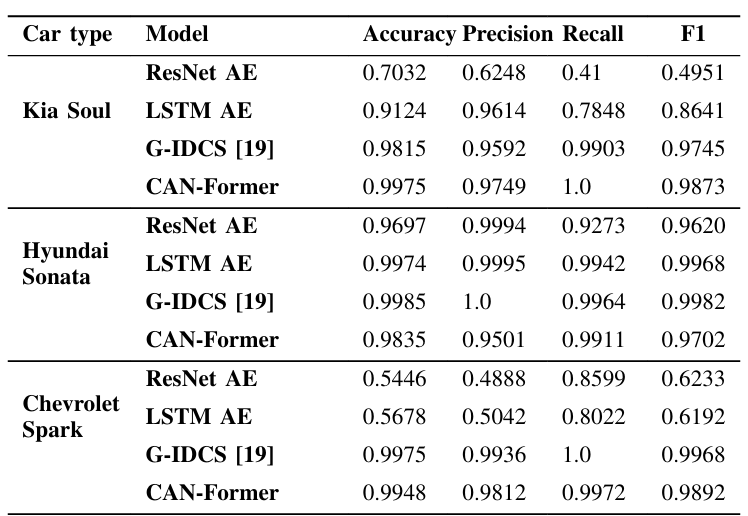 Car type Model Accuracy Precision Recall F1
ResNet AE 0.7032 0.6248 0.41 0.4951
Kia Soul LSTM AE 0.9124 0.9614 0.7848 0.8641
G-IDCS [19] 0.9815 0.9592 0.9903 0.9745
CAN-Former 0.9975 0.9749 1.0 0.9873
ResNet AE 0.9697 0.9994 0.9273 0.9620
Hyundai
Sonata
LSTM AE 0.9974 0.9995 0.9942 0.9968
G-IDCS [19] 0.9985 1.0 0.9964 0.9982
CAN-Former 0.9835 0.9501 0.9911 0.9702
ResNet AE 0.5446 0.4888 0.8599 0.6233
Chevrolet
Spark
LSTM AE 0.5678 0.5042 0.8022 0.6192
G-IDCS [19] 0.9975 0.9936 1.0 0.9968
CAN-Former 0.9948 0.9812 0.9972 0.9892